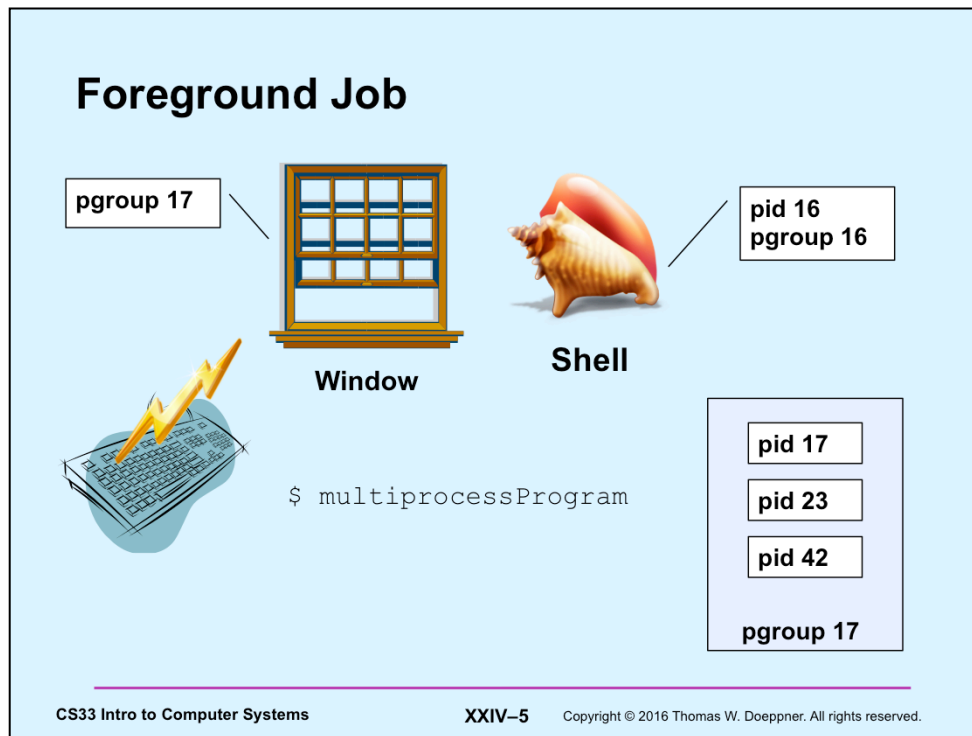 Foreground Job
pgroup 17
pid 16
pgroup 16
Window
Shell
$ multiprocessProgram
pid 17
pid 23
pid 42
pgroup 17
CS33 Intro to Computer Systems
XXIV–5
Copyright © 2016 Thomas W. Doeppner. All rights reserved.